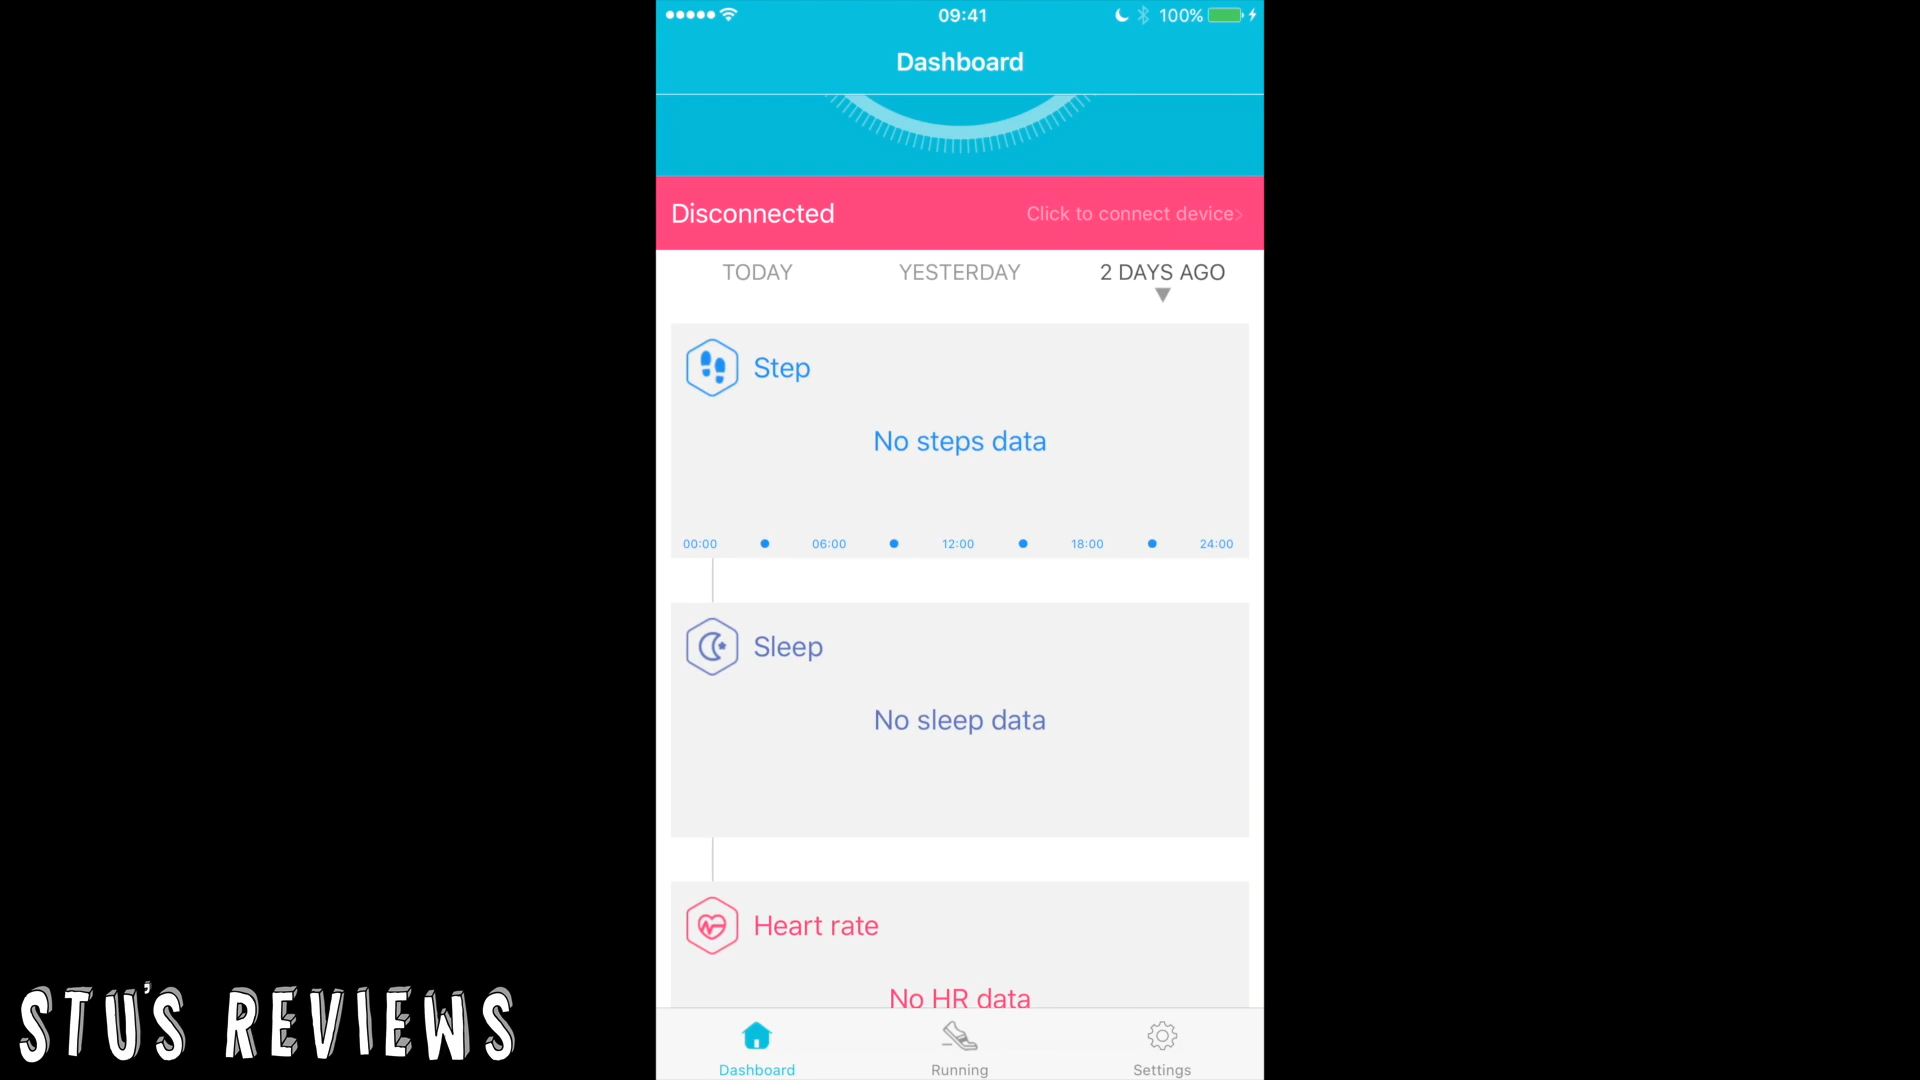 09:41
100%
Dashboard
Disconnected
Click to connect device
TODAY
YESTERDAY
2 DAYS AGO
Step
No steps data
00:00
06:00
12:00
18:00
24:00
Sleep
No sleep data
Heart rate
No HR data
Dashboard
Running
Settings
STU'S REVIEWS